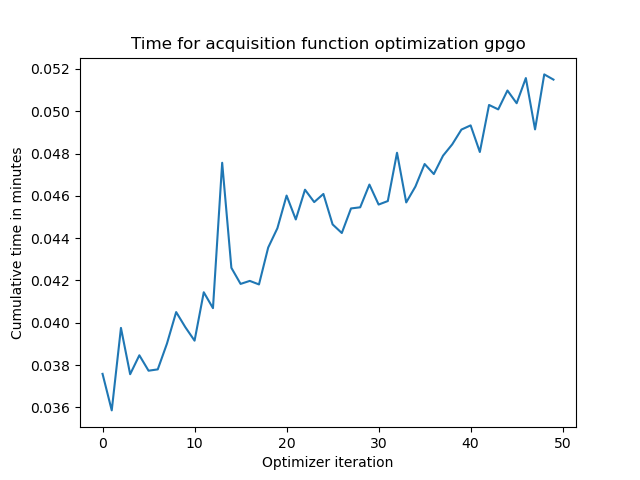 Time for acquisition function optimization gpgo
0.052
0.050
0.048
0.046
0.044
0.042
0.040
0.038
0.036
Cumulative time in minutes
0 10 20 30 40 50
Optimizer iteration